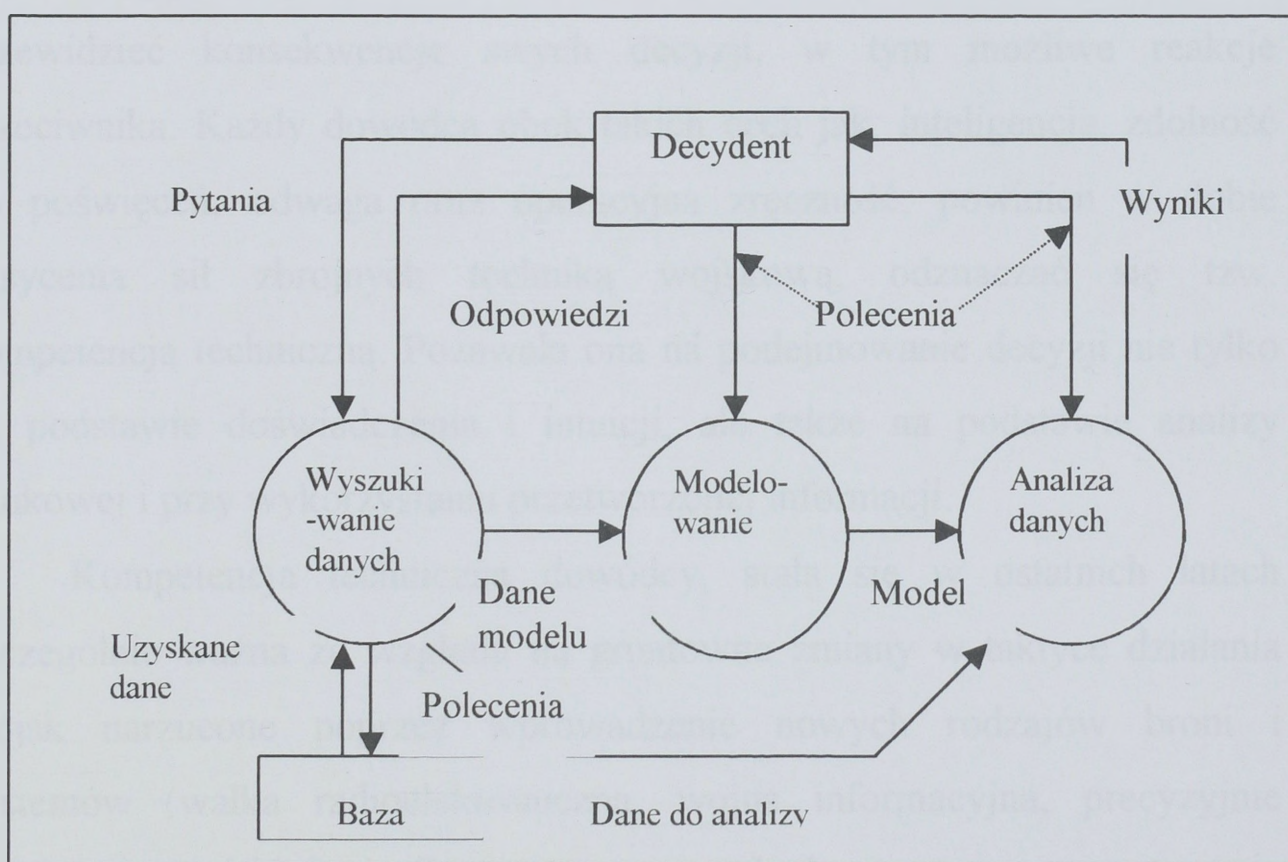 Decydent
Pytania
Wyniki
Odpowiedzi
Polecenia
Wyszuki
-wanie
danych
Modelo-
wanie
Analiza
danych
Dane
modelu
Model
Uzyskane
dane
Polecenia
Baza
Dane do analizy